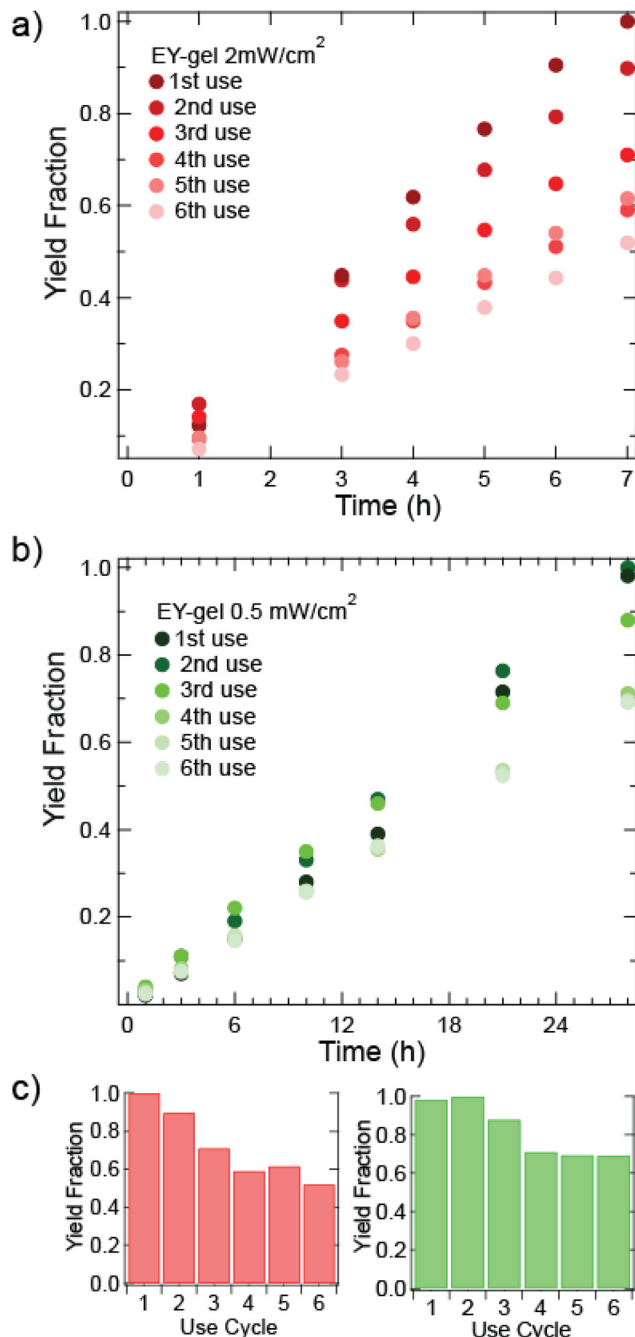 a)
EY-gel 2mW/cm²
1st use
2nd use
3rd use
4th use
5th use
6th use
Yield Fraction
1.0
0.8
0.6
0.4
0.2
0 1 2 3 4 5 6 7
Time (h)
b)
EY-gel 0.5 mW/cm²
1st use
2nd use
3rd use
4th use
5th use
6th use
Yield Fraction
1.0
0.8
0.6
0.4
0.2
0 6 12 18 24
Time (h)
c)
Yield Fraction
1.0
0.8
0.6
0.4
0.2
0.0
1 2 3 4 5 6
Use Cycle
Yield Fraction
1.0
0.8
0.6
0.4
0.2
0.0
1 2 3 4 5 6
Use Cycle